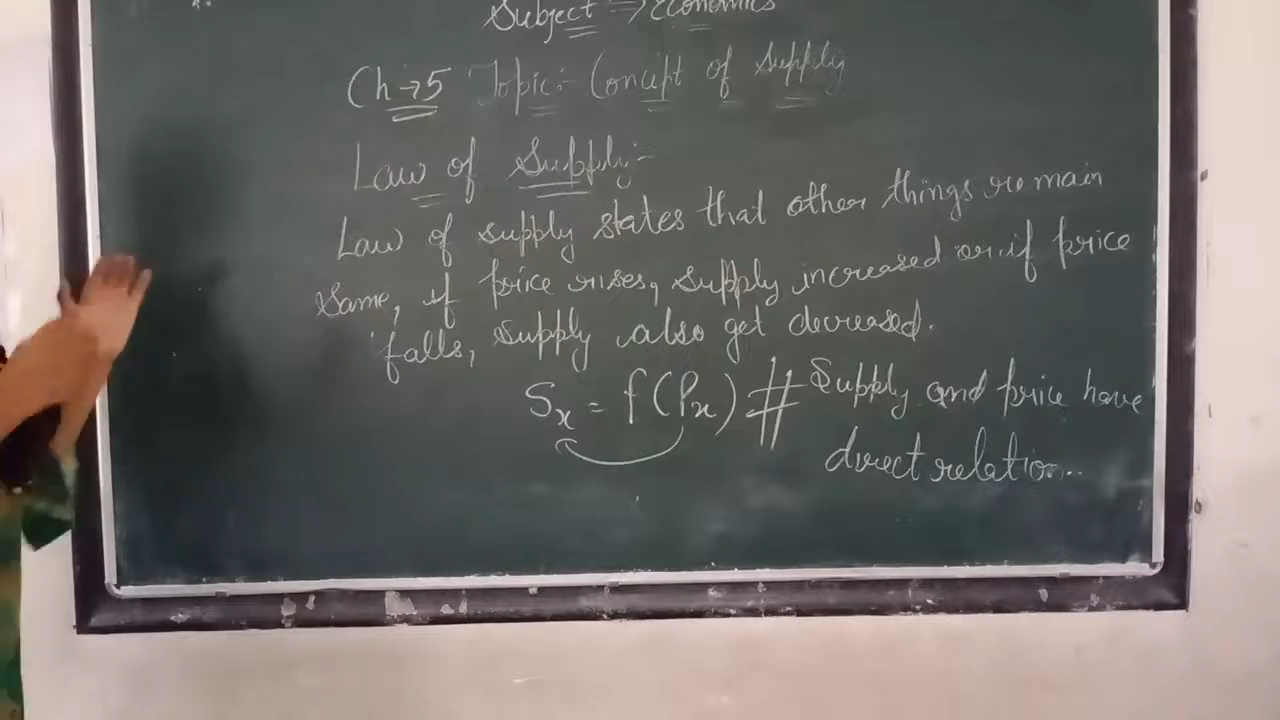 Subject ⇒ Economics
Ch→5 Topic:- Concept of Supply
Law of Supply:-
Law of supply states that other things remain
same, if price rises, supply increased or if price
falls, supply also get decreased.
Sx = f(Px) # Supply and price have
direct relation...